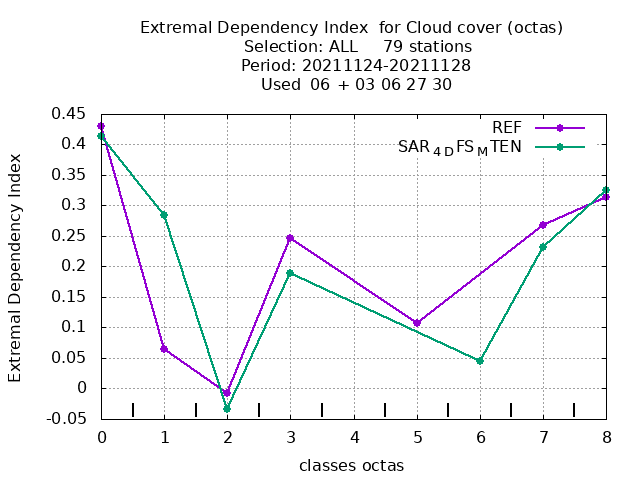 Extremal Dependency Index  for Cloud cover (octas)
Selection: ALL     79 stations
Period: 20211124-20211128
Used  06  + 03 06 27 30
REF
SAR4DFSMTEN
Extremal Dependency Index
0.45
0.4
0.35
0.3
0.25
0.2
0.15
0.1
0.05
0
-0.05
0 1 2 3 4 5 6 7 8
classes octas